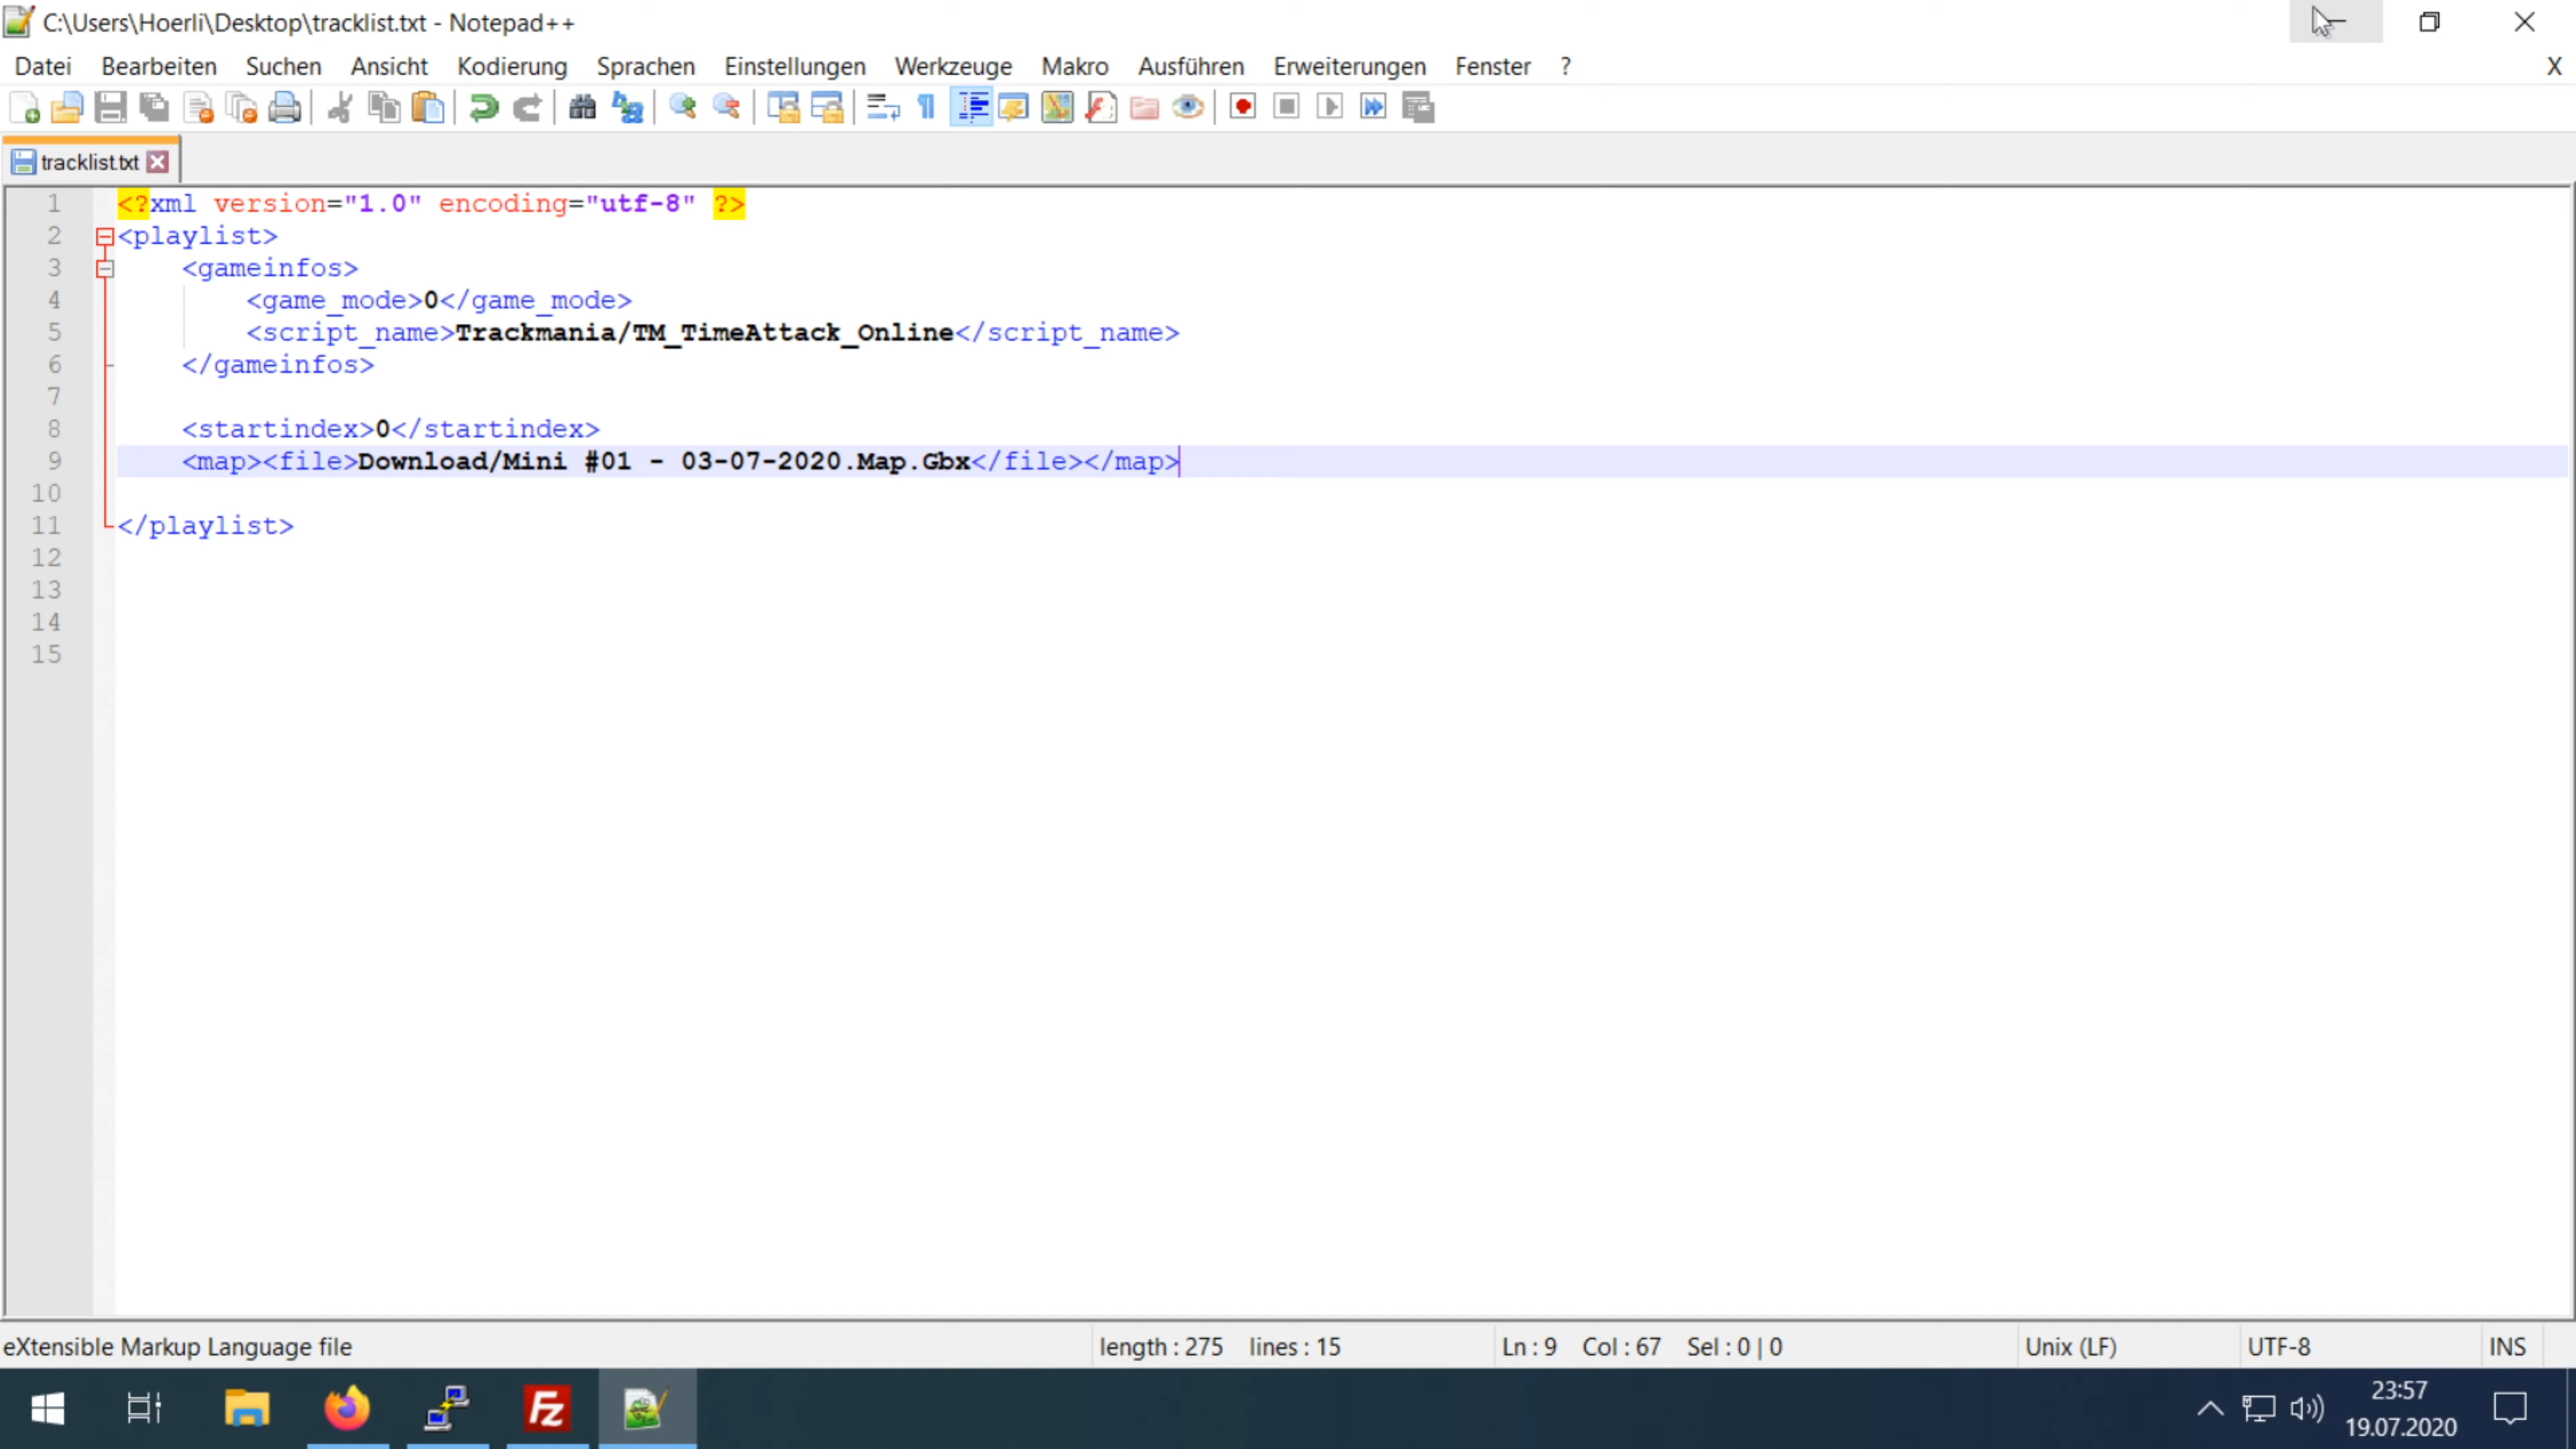 C:\Users\Hoerli\Desktop\tracklist.txt - Notepad++
Datei Bearbeiten Suchen Ansicht Kodierung Sprachen Einstellungen Werkzeuge Makro Ausführen Erweiterungen Fenster ? X
tracklist.txt
1 <?xml version="1.0" encoding="utf-8" ?>
2 <playlist>
3 <gameinfos>
4 <game_mode>0</game_mode>
5 <script_name>Trackmania/TM_TimeAttack_Online</script_name>
6 </gameinfos>
7
8 <startindex>0</startindex>
9 <map><file>Download/Mini #01 - 03-07-2020.Map.Gbx</file></map>
10
11 </playlist>
12
13
14
15
eXtensible Markup Language file length : 275 lines : 15 Ln : 9 Col : 67 Sel : 0 | 0 Unix (LF) UTF-8 INS
Fz
23:57
19.07.2020